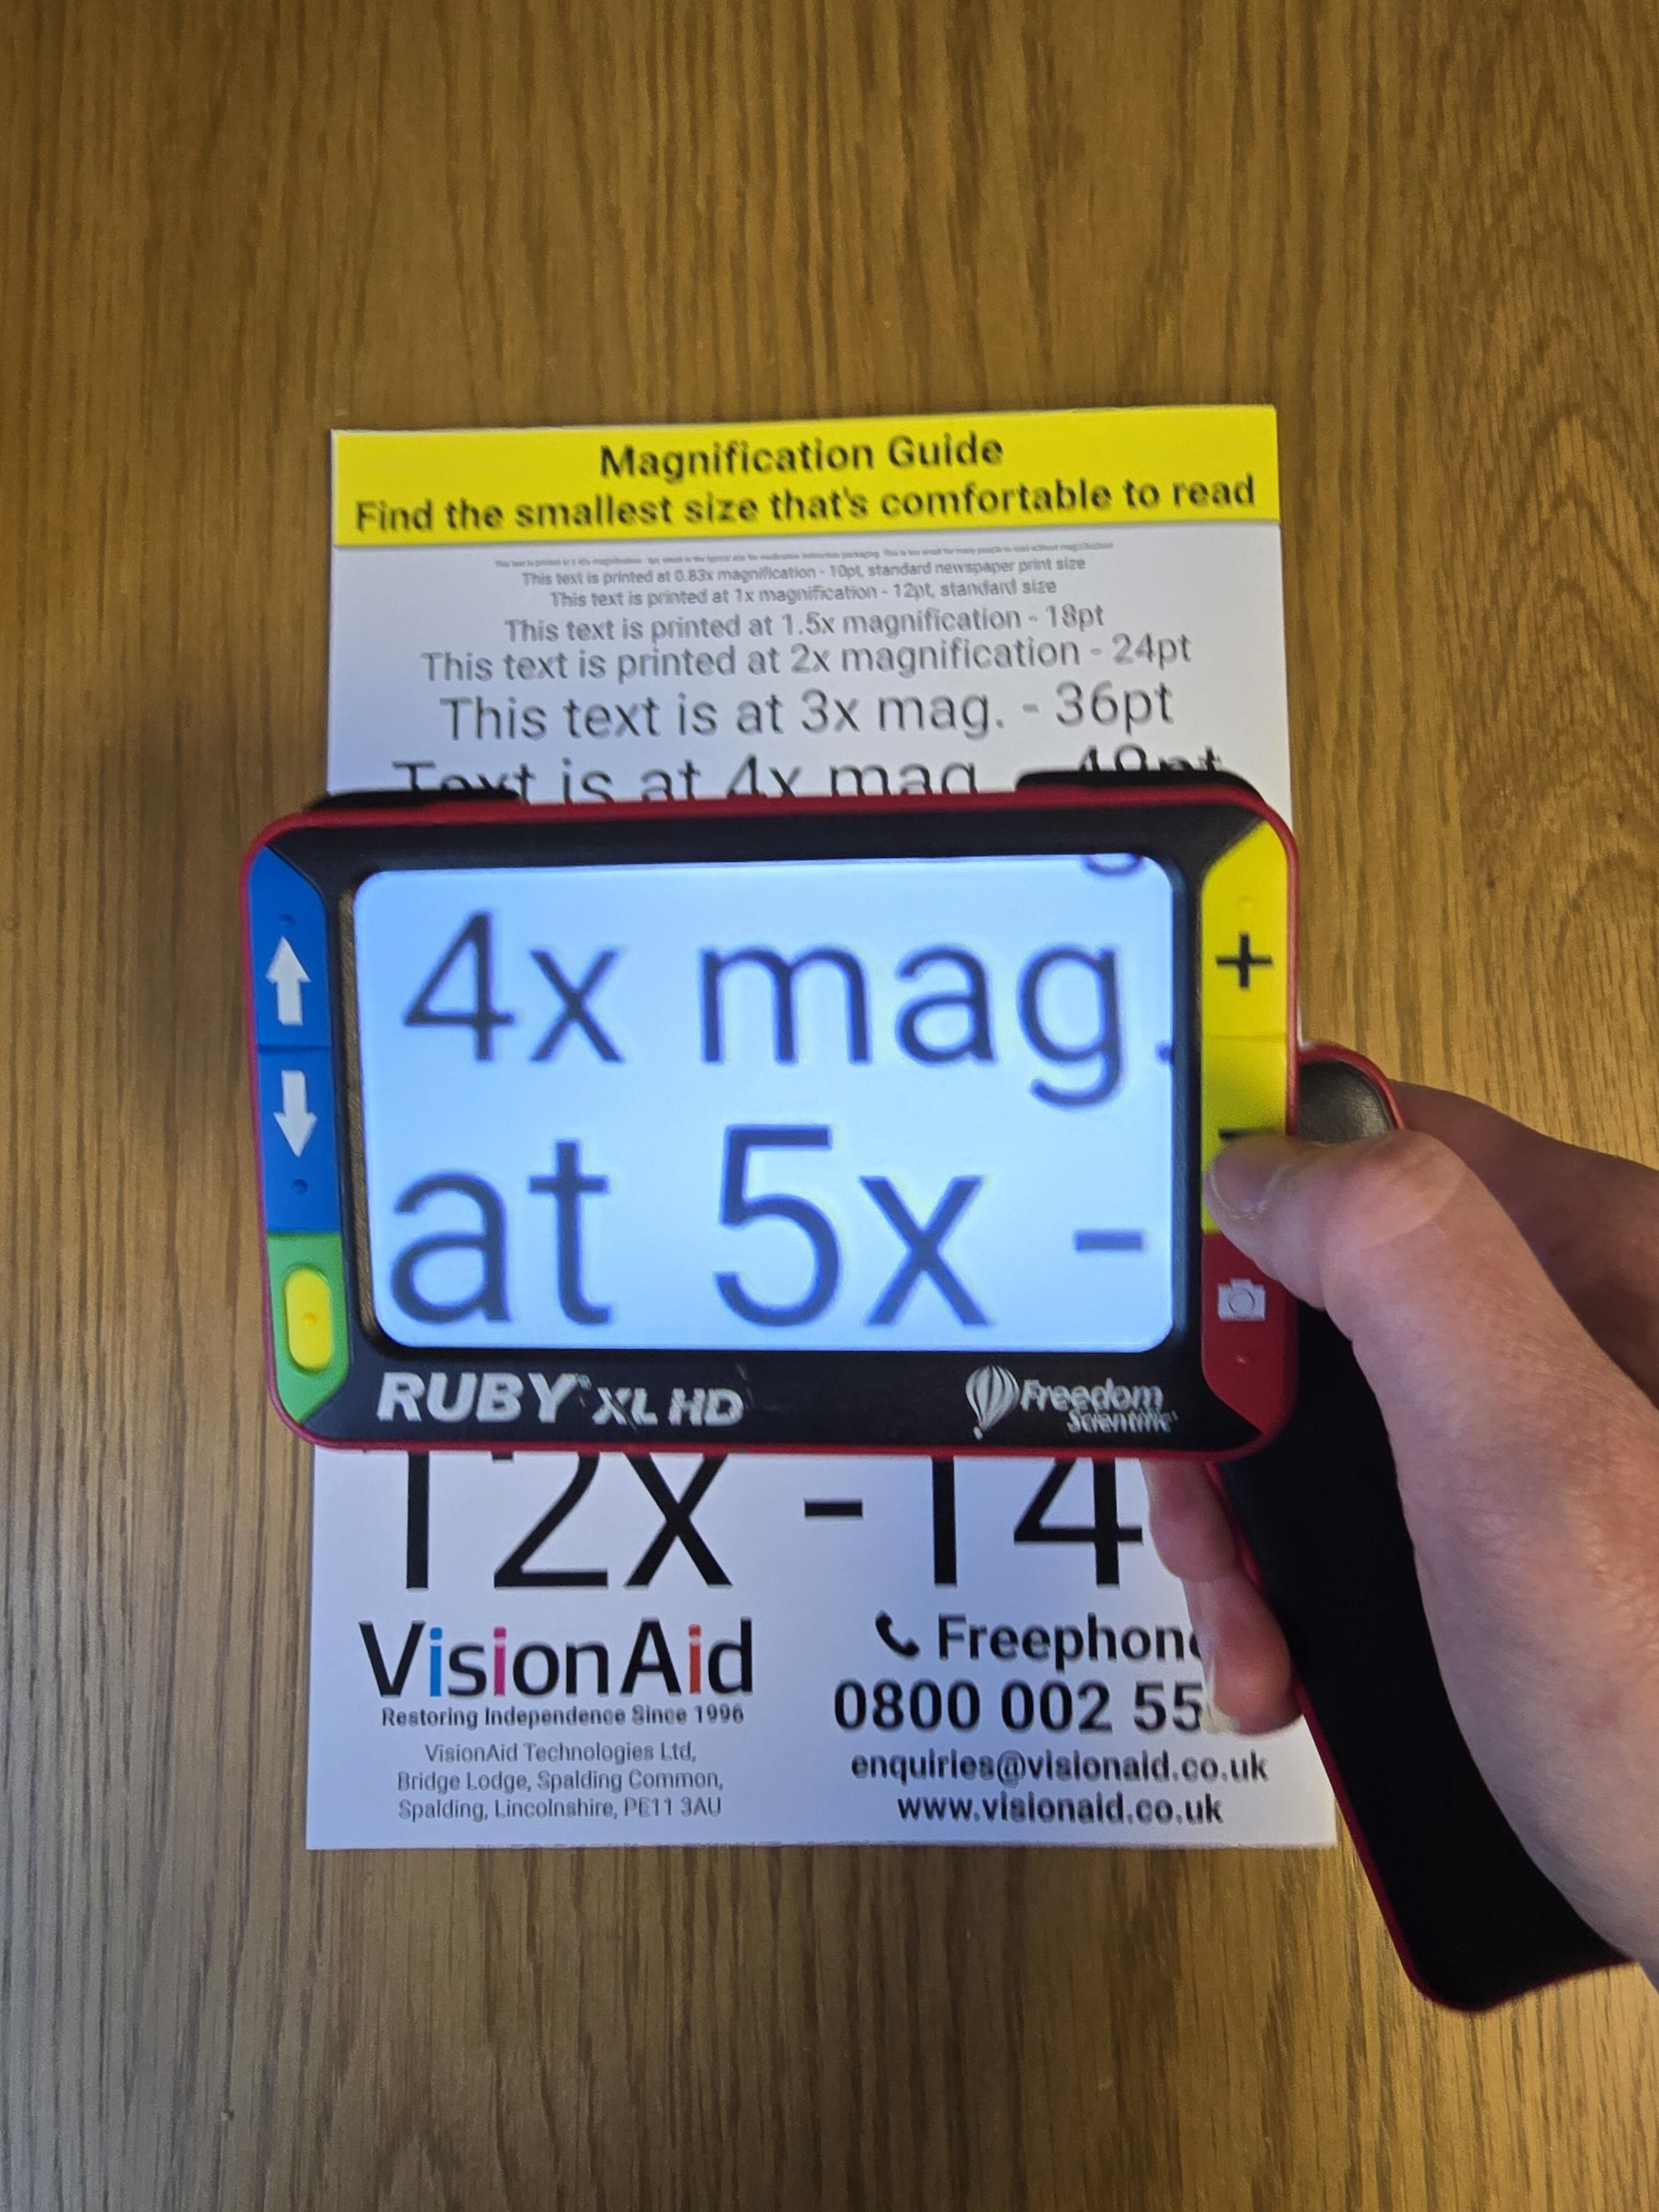 Magnification Guide
Find the smallest size that's comfortable to read
This text is printed at 0.83x magnification - 10pt, standard newspaper print size
This text is printed at 1x magnification - 12pt, standard size
This text is printed at 1.5x magnification - 18pt
This text is printed at 2x magnification - 24pt
This text is at 3x mag. - 36pt
Text is at 4x mag
4x mag.
at 5x -
+
RUBY XL HD
Freedom
Scientific
12x - 14
VisionAid
Restoring Independence Since 1996
VisionAid Technologies Ltd,
Bridge Lodge, Spalding Common,
Spalding, Lincolnshire, PE11 3AU
Freephone
0800 002 55
enquiries@visionaid.co.uk
www.visionaid.co.uk